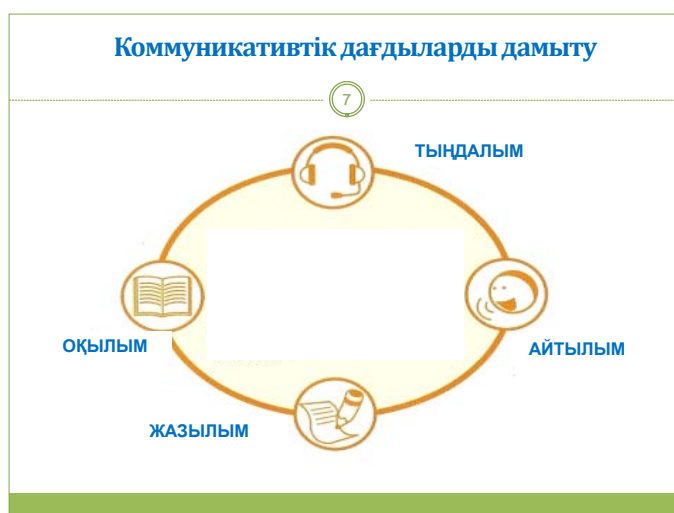 Коммуникативтік дағдыларды дамыту
7
ТЫҢДАЛЫМ
ОҚЫЛЫМ
АЙТЫЛЫМ
ЖАЗЫЛЫМ